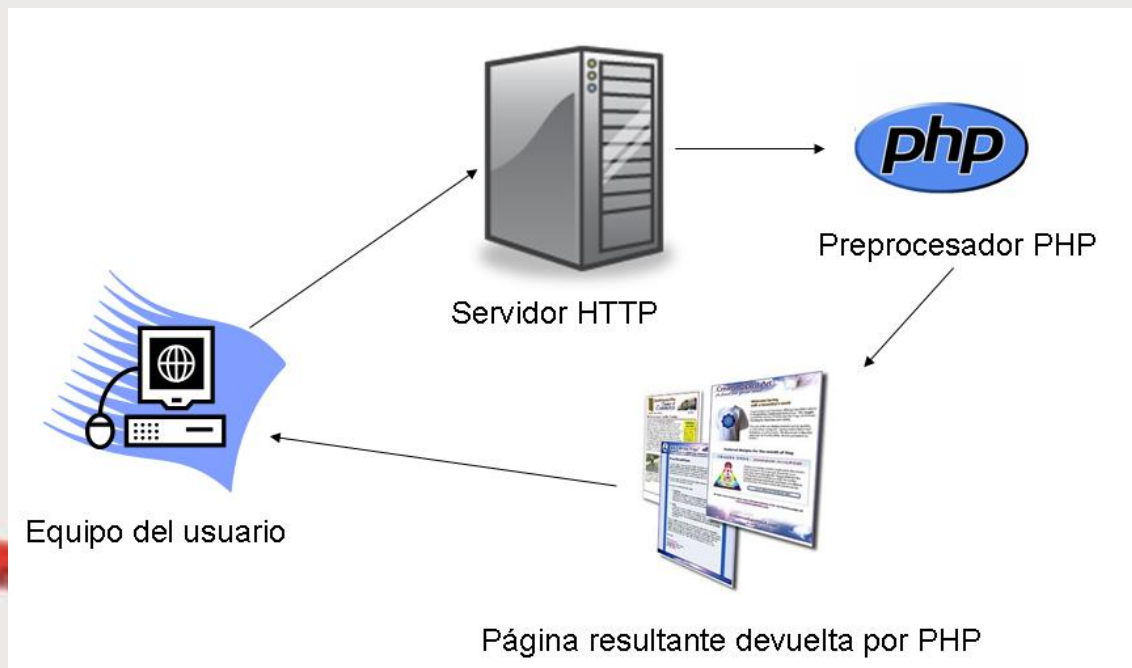 php
Preprocesador PHP
Servidor HTTP
Equipo del usuario
Página resultante devuelta por PHP